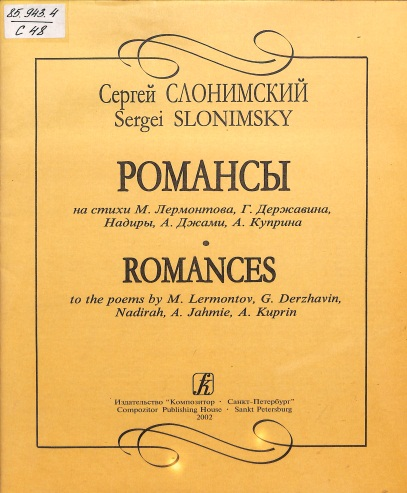 85.943.4
С 48
Сергей СЛОНИМСКИЙ
Sergei SLONIMSKY
РОМАНСЫ
на стихи М. Лермонтова, Г. Державина,
Надиры, А. Джами, А. Куприна
•
ROMANCES
to the poems by M. Lermontov, G. Derzhavin,
Nadirah, A. Jahmie, A. Kuprin
Издательство "Композитор · Санкт-Петербург"
Compozitor Publishing House · Sankt Petersburg
2002